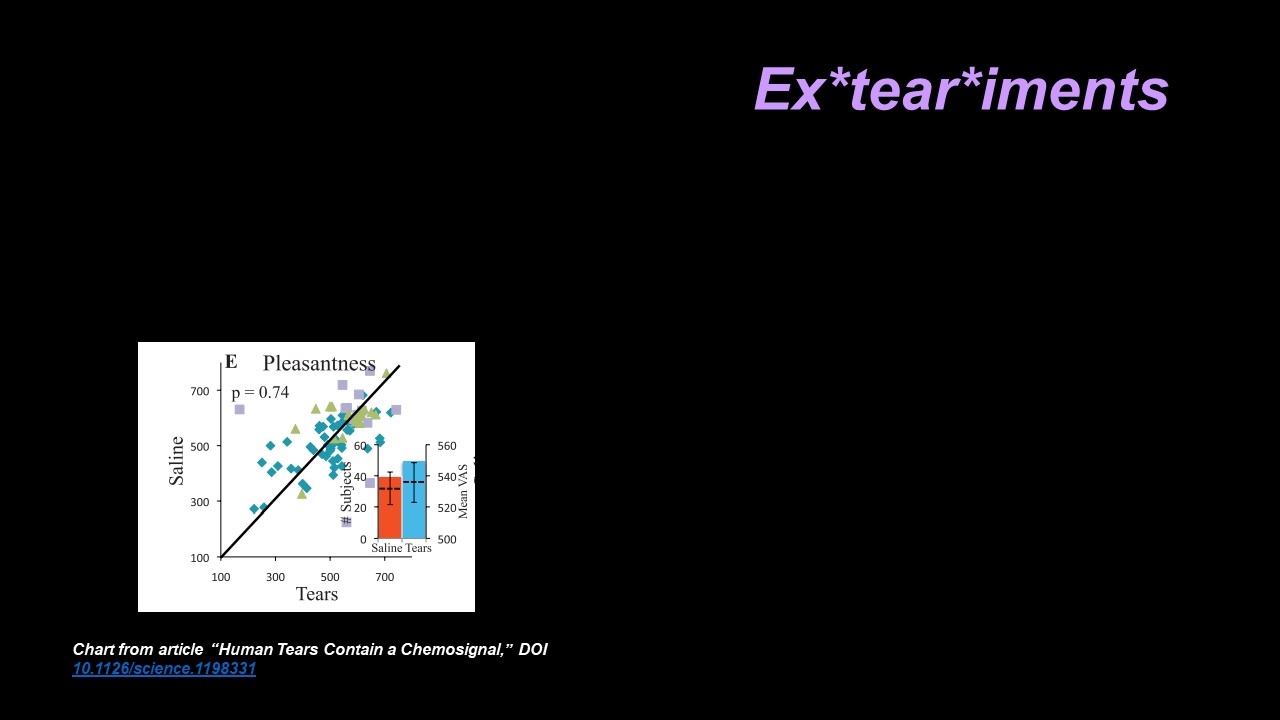 Ex*tear*iments
E Pleasantness
p = 0.74
700
500
300
100
Saline
100 300 500 700
Tears
60
40
20
0
# Subjects
560
540
520
500
Mean VAS
Saline Tears
Chart from article “Human Tears Contain a Chemosignal,” DOI
10.1126/science.1198331